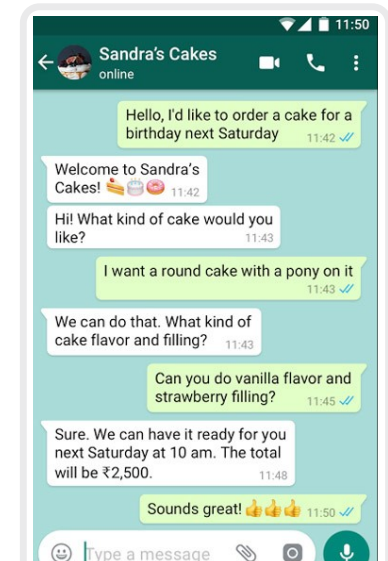 11:50
Sandra's Cakes
online
Hello, I'd like to order a cake for a
birthday next Saturday 11:42
Welcome to Sandra's
Cakes! 🍰🎂🍩 11:42
Hi! What kind of cake would you
like? 11:43
I want a round cake with a pony on it
11:43
We can do that. What kind of
cake flavor and filling? 11:43
Can you do vanilla flavor and
strawberry filling? 11:45
Sure. We can have it ready for you
next Saturday at 10 am. The total
will be ₹2,500. 11:48
Sounds great! 👍👍👍 11:50
Type a message